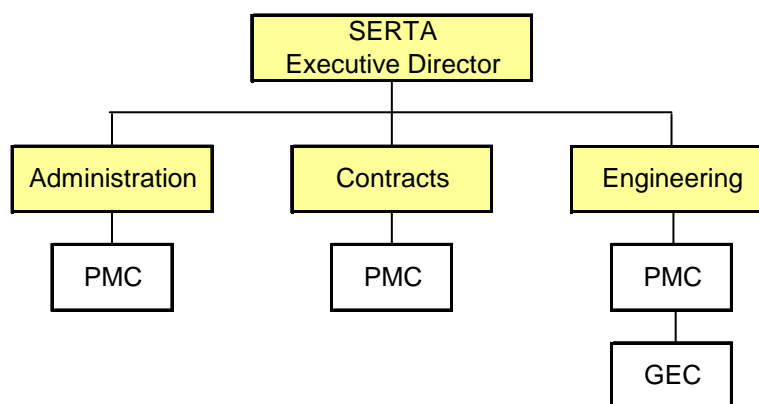 SERTA
Executive Director
Administration
Contracts
Engineering
PMC
PMC
PMC
GEC